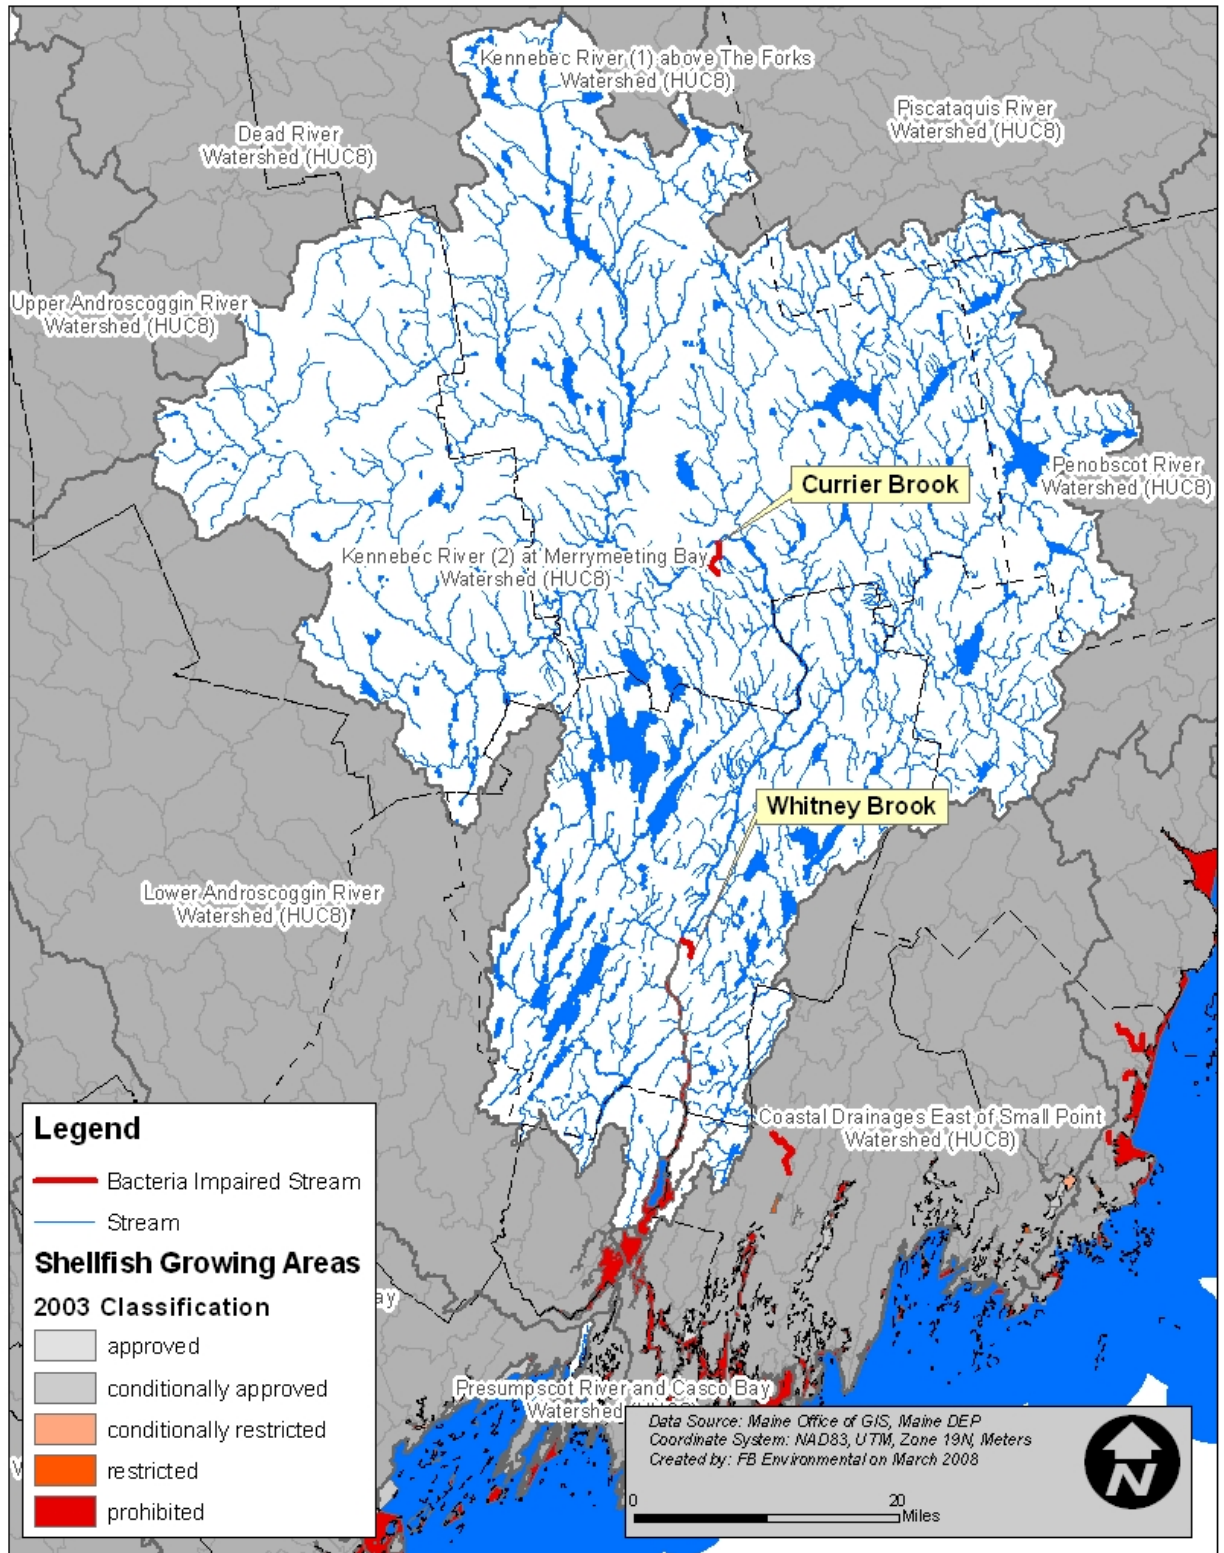 Kennebec River (1) above The Forks
Watershed (HUC8)
Piscataquis River
Watershed (HUC8)
Dead River
Watershed (HUC8)
Upper Androscoggin River
Watershed (HUC8)
Penobscot River
Watershed (HUC8)
Currier Brook
Kennebec River (2) at Merrymeeting Bay
Watershed (HUC8)
Whitney Brook
Lower Androscoggin River
Watershed (HUC8)
Coastal Drainages East of Small Point
Watershed (HUC8)
Legend
Bacteria Impaired Stream
Stream
Shellfish Growing Areas
2003 Classification
approved
conditionally approved
conditionally restricted
restricted
prohibited
ay
Presumpscot River and Casco Bay
Watershed
Data Source: Maine Office of GIS, Maine DEP
Coordinate System: NAD83, UTM, Zone 19N, Meters
Created by: FB Environmental on March 2008
0 20
Miles
N